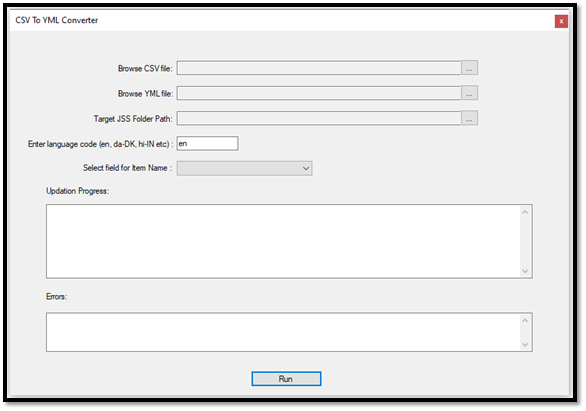 CSV To YML Converter x
Browse CSV file: ...
Browse YML file: ...
Target JSS Folder Path: ...
Enter language code (en, da-DK, hi-IN etc) : en
Select field for Item Name :
Updation Progress:
Errors:
Run